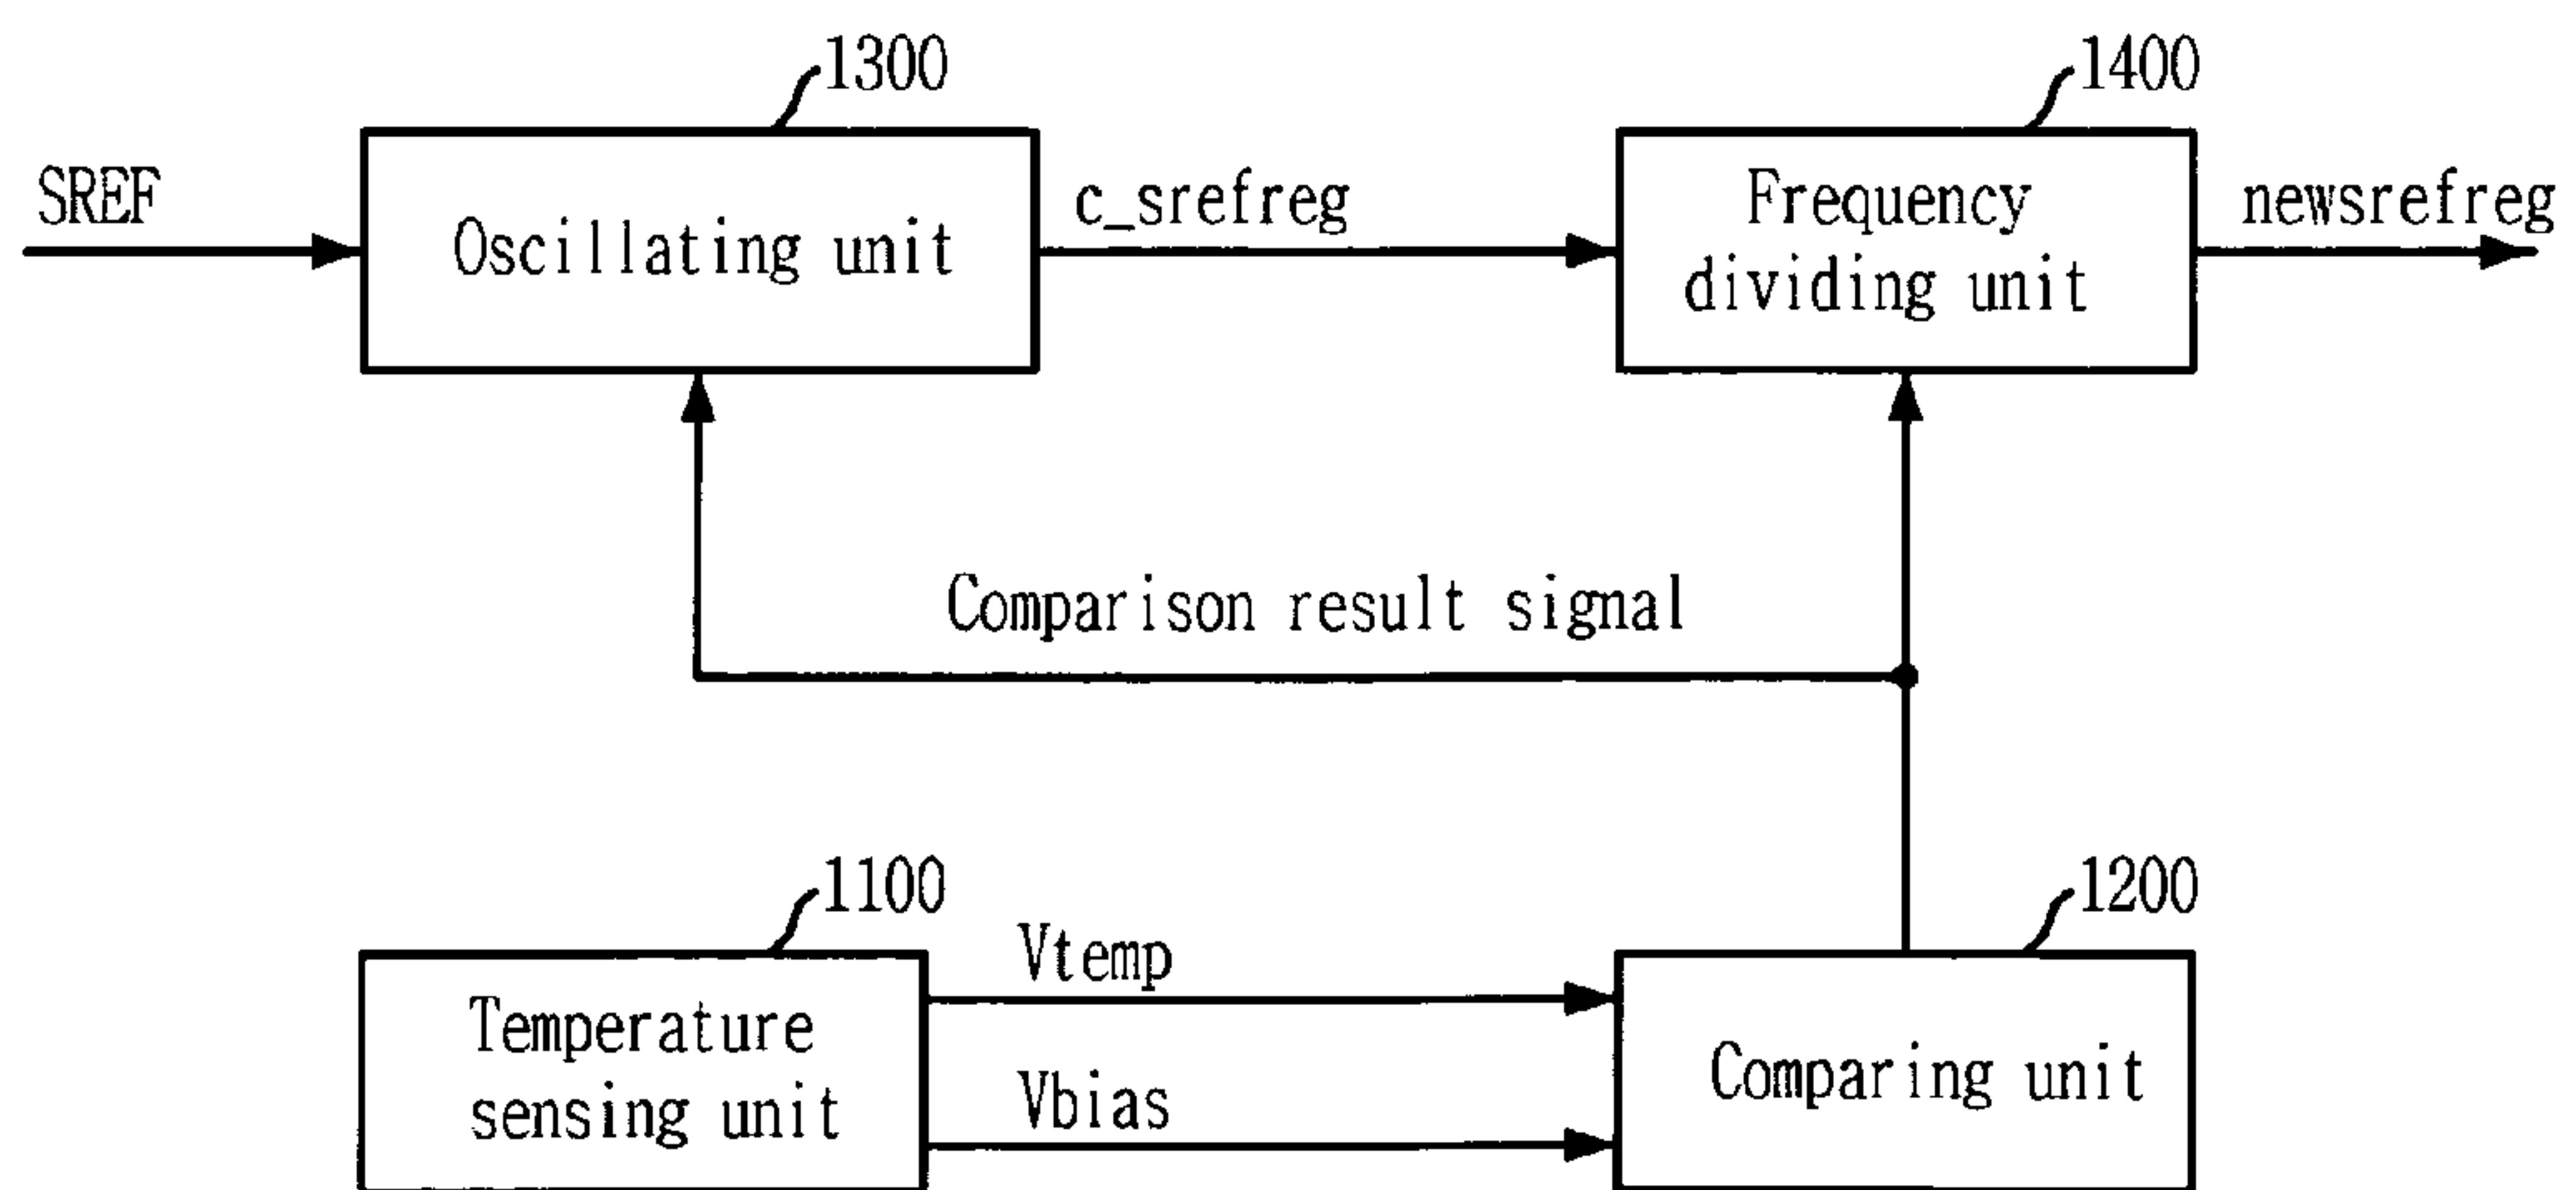 1300
1400
SREF
Oscillating unit
c_srefreg
Frequency
dividing unit
newsrefreg
Comparison result signal
1100
1200
Temperature
sensing unit
Vtemp
Vbias
Comparing unit